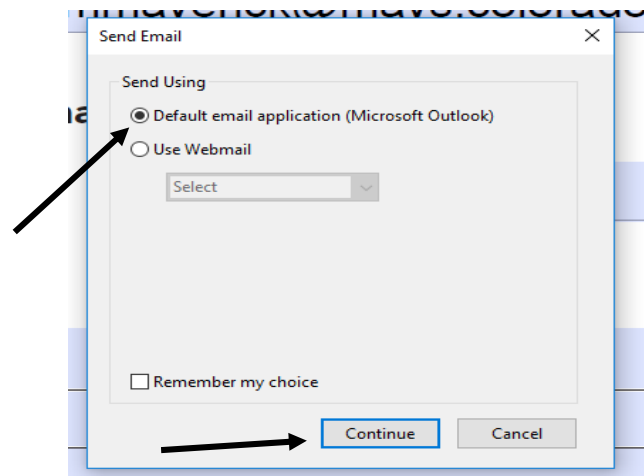 Send Email
Send Using
Default email application (Microsoft Outlook)
Use Webmail
Select
Remember my choice
Continue
Cancel